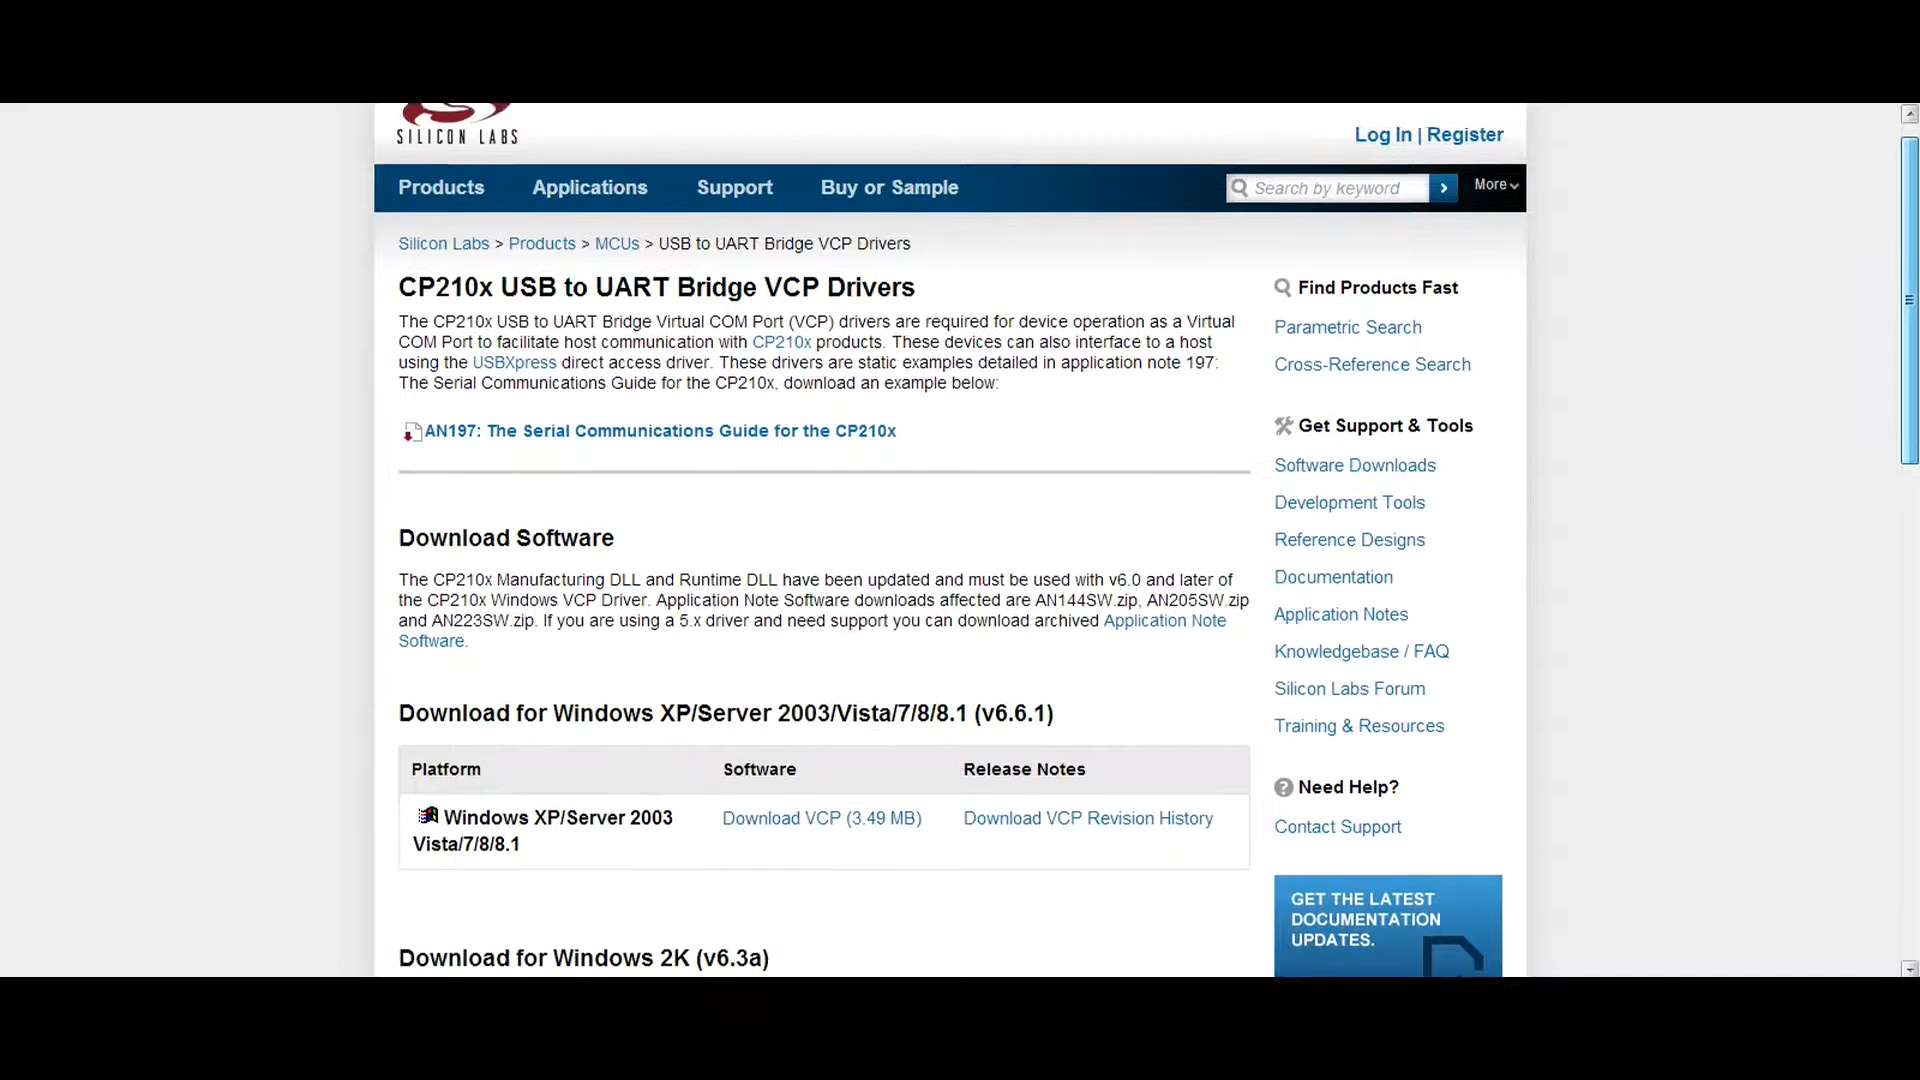 SILICON LABS
Log In | Register
Products Applications Support Buy or Sample
Search by keyword
More
Silicon Labs > Products > MCUs > USB to UART Bridge VCP Drivers
CP210x USB to UART Bridge VCP Drivers
The CP210x USB to UART Bridge Virtual COM Port (VCP) drivers are required for device operation as a Virtual
COM Port to facilitate host communication with CP210x products. These devices can also interface to a host
using the USBXpress direct access driver. These drivers are static examples detailed in application note 197:
The Serial Communications Guide for the CP210x, download an example below:
AN197: The Serial Communications Guide for the CP210x
Download Software
The CP210x Manufacturing DLL and Runtime DLL have been updated and must be used with v6.0 and later of
the CP210x Windows VCP Driver. Application Note Software downloads affected are AN144SW.zip, AN205SW.zip
and AN223SW.zip. If you are using a 5.x driver and need support you can download archived Application Note
Software.
Download for Windows XP/Server 2003/Vista/7/8/8.1 (v6.6.1)
Platform Software Release Notes
Windows XP/Server 2003 Download VCP (3.49 MB) Download VCP Revision History
Vista/7/8/8.1
Download for Windows 2K (v6.3a)
Find Products Fast
Parametric Search
Cross-Reference Search
Get Support & Tools
Software Downloads
Development Tools
Reference Designs
Documentation
Application Notes
Knowledgebase / FAQ
Silicon Labs Forum
Training & Resources
Need Help?
Contact Support
GET THE LATEST
DOCUMENTATION
UPDATES.